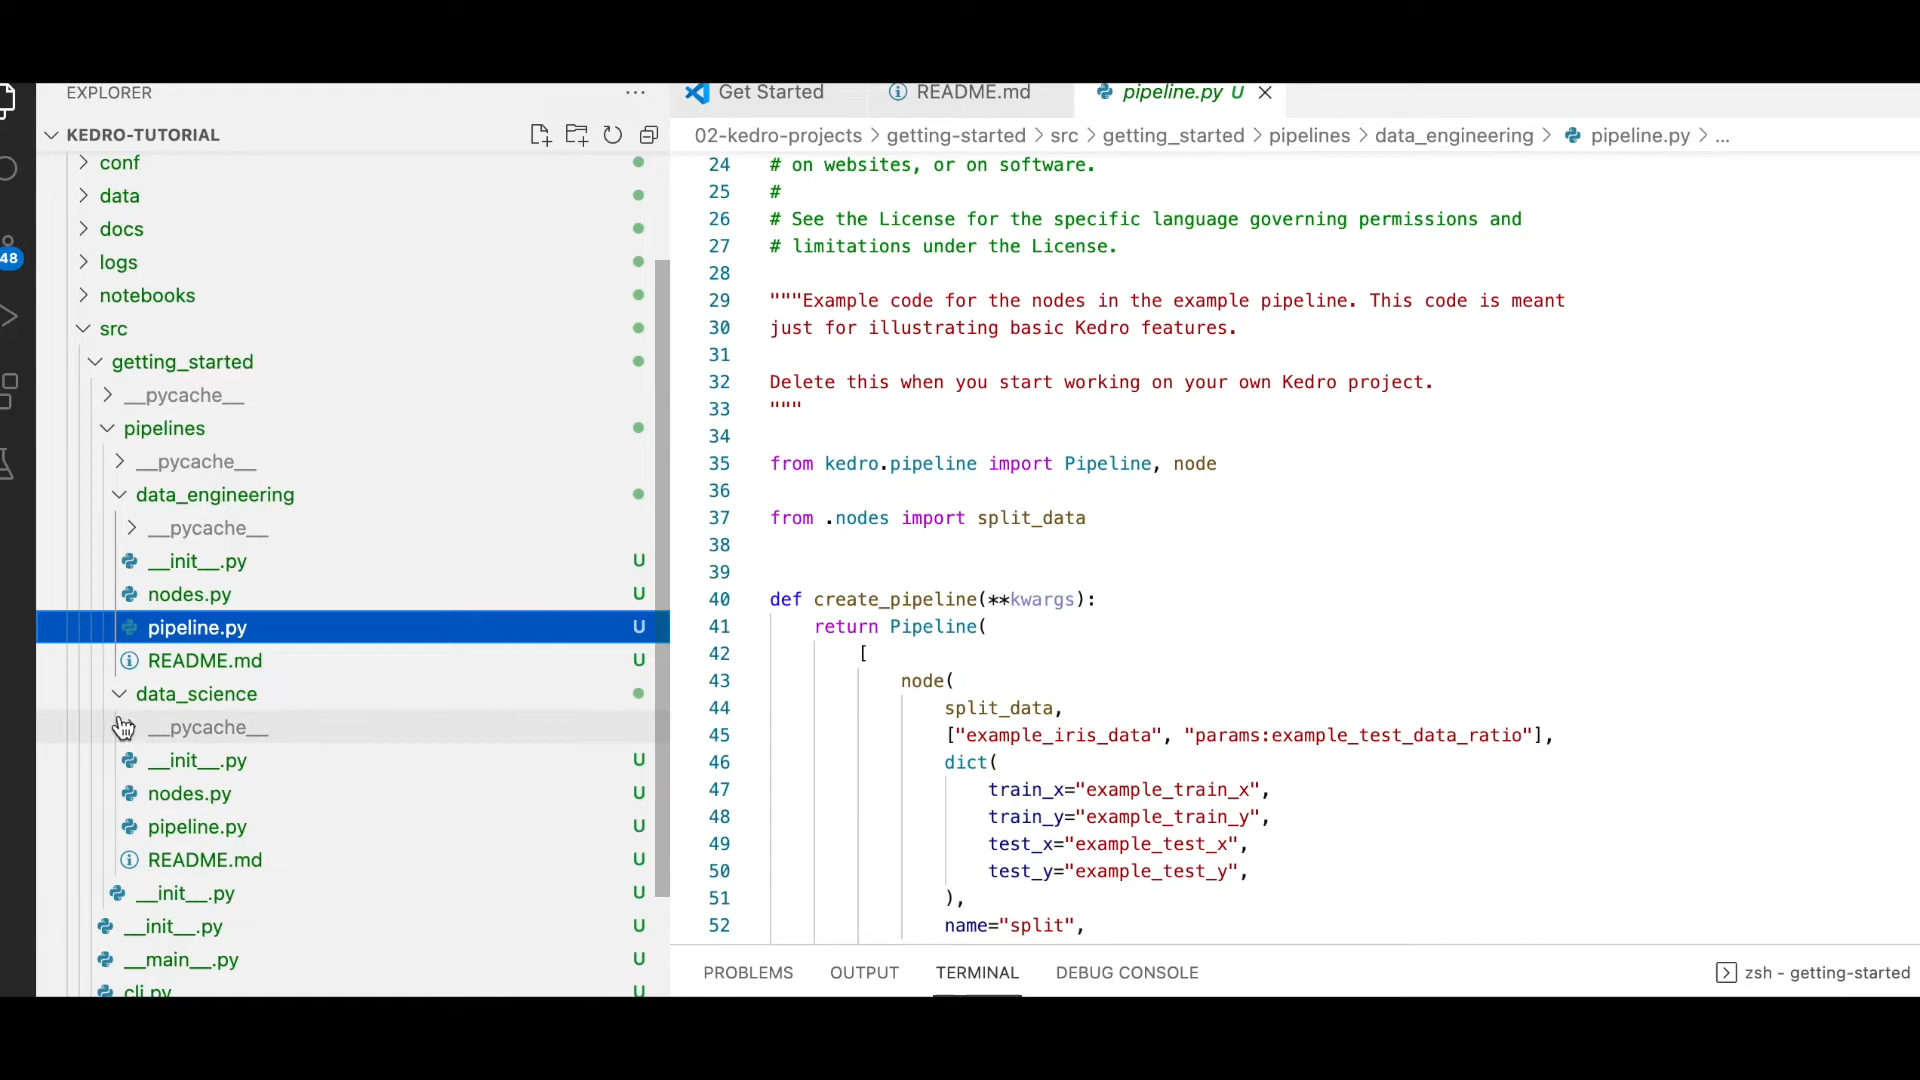 EXPLORER
KEDRO-TUTORIAL
conf
data
docs
logs
notebooks
src
getting_started
__pycache__
pipelines
__pycache__
data_engineering
__pycache__
__init__.py U
nodes.py U
pipeline.py U
README.md U
data_science
__pycache__
__init__.py U
nodes.py U
pipeline.py U
README.md U
__init__.py U
__init__.py U
__main__.py U
cli.py U
48
Get Started
README.md
pipeline.py U
02-kedro-projects > getting-started > src > getting_started > pipelines > data_engineering > pipeline.py > ...
24 # on websites, or on software.
25 #
26 # See the License for the specific language governing permissions and
27 # limitations under the License.
28
29 """Example code for the nodes in the example pipeline. This code is meant
30 just for illustrating basic Kedro features.
31
32 Delete this when you start working on your own Kedro project.
33 """
34
35 from kedro.pipeline import Pipeline, node
36
37 from .nodes import split_data
38
39
40 def create_pipeline(**kwargs):
41 return Pipeline(
42 [
43 node(
44 split_data,
45 ["example_iris_data", "params:example_test_data_ratio"],
46 dict(
47 train_x="example_train_x",
48 train_y="example_train_y",
49 test_x="example_test_x",
50 test_y="example_test_y",
51 ),
52 name="split",
PROBLEMS OUTPUT TERMINAL DEBUG CONSOLE
zsh - getting-started